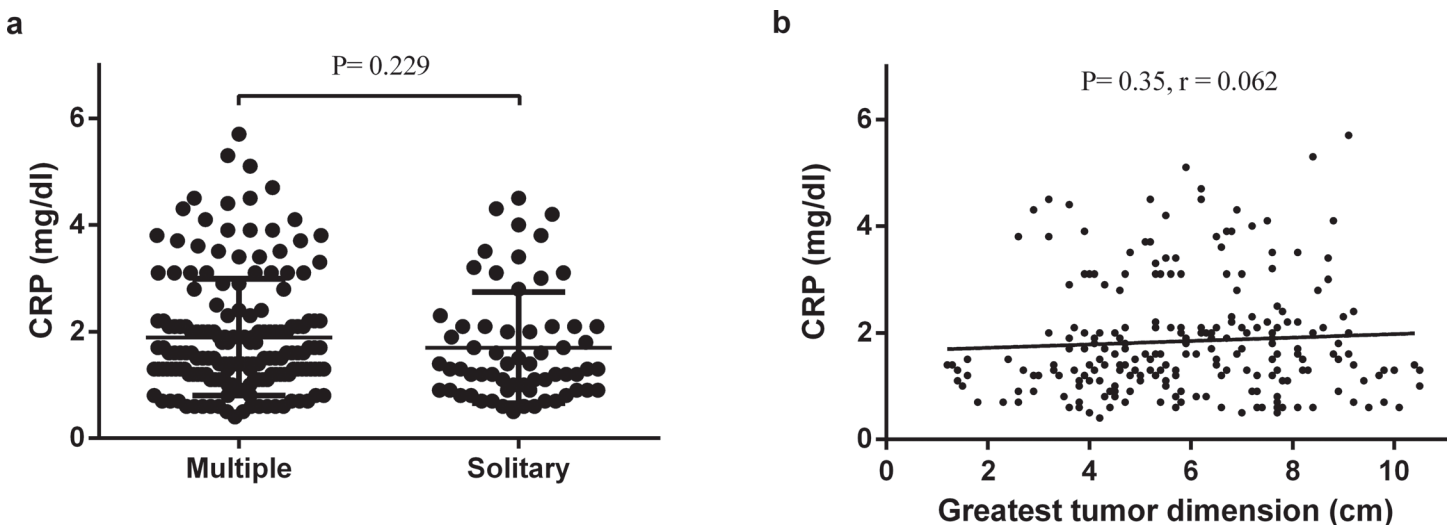 a
P= 0.229
CRP (mg/dl)
6
4
2
0
Multiple Solitary
b
P= 0.35, r = 0.062
CRP (mg/dl)
6
4
2
0
0 2 4 6 8 10
Greatest tumor dimension (cm)